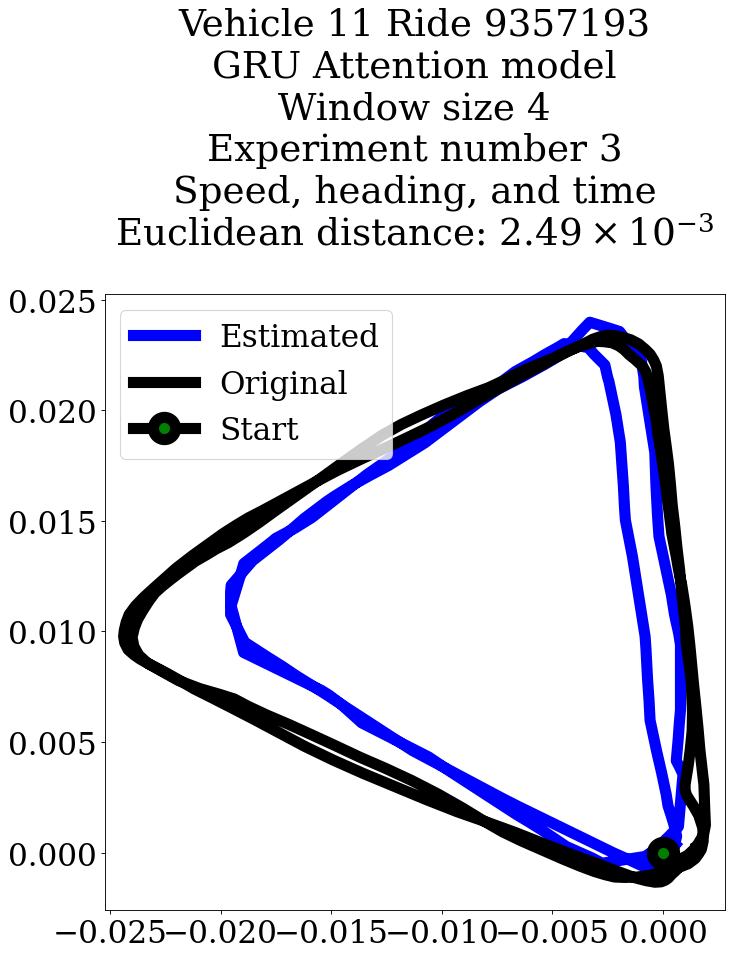 Vehicle 11 Ride 9357193
GRU Attention model
Window size 4
Experiment number 3
Speed, heading, and time
Euclidean distance: 2.49 × 10⁻³
0.025
Estimated
Original
Start
0.020
0.015
0.010
0.005
0.000
−0.025 −0.020 −0.015 −0.010 −0.005 0.000